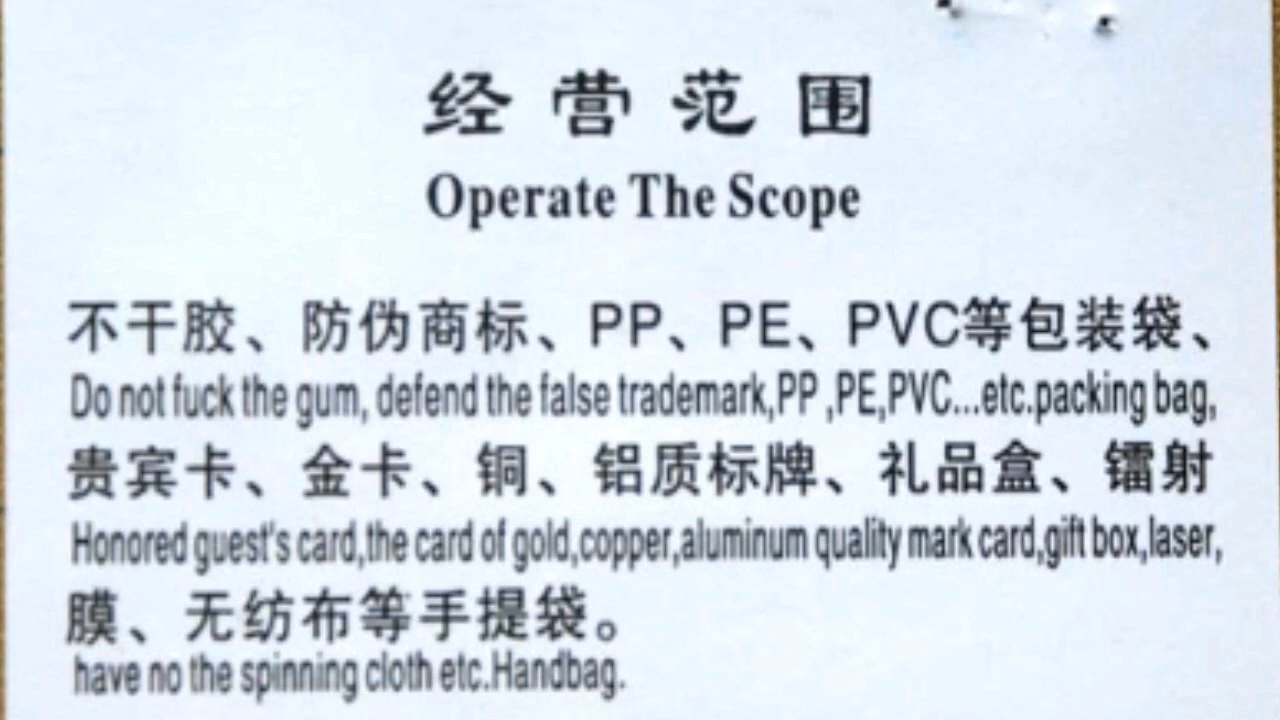 经营范围
Operate The Scope
不干胶、防伪商标、PP、PE、PVC等包装袋、
Do not fuck the gum, defend the false trademark,PP ,PE,PVC...etc.packing bag,
贵宾卡、金卡、铜、铝质标牌、礼品盒、镭射
Honored guest's card,the card of gold,copper,aluminum quality mark card,gift box,laser,
膜、无纺布等手提袋。
have no the spinning cloth etc.Handbag.